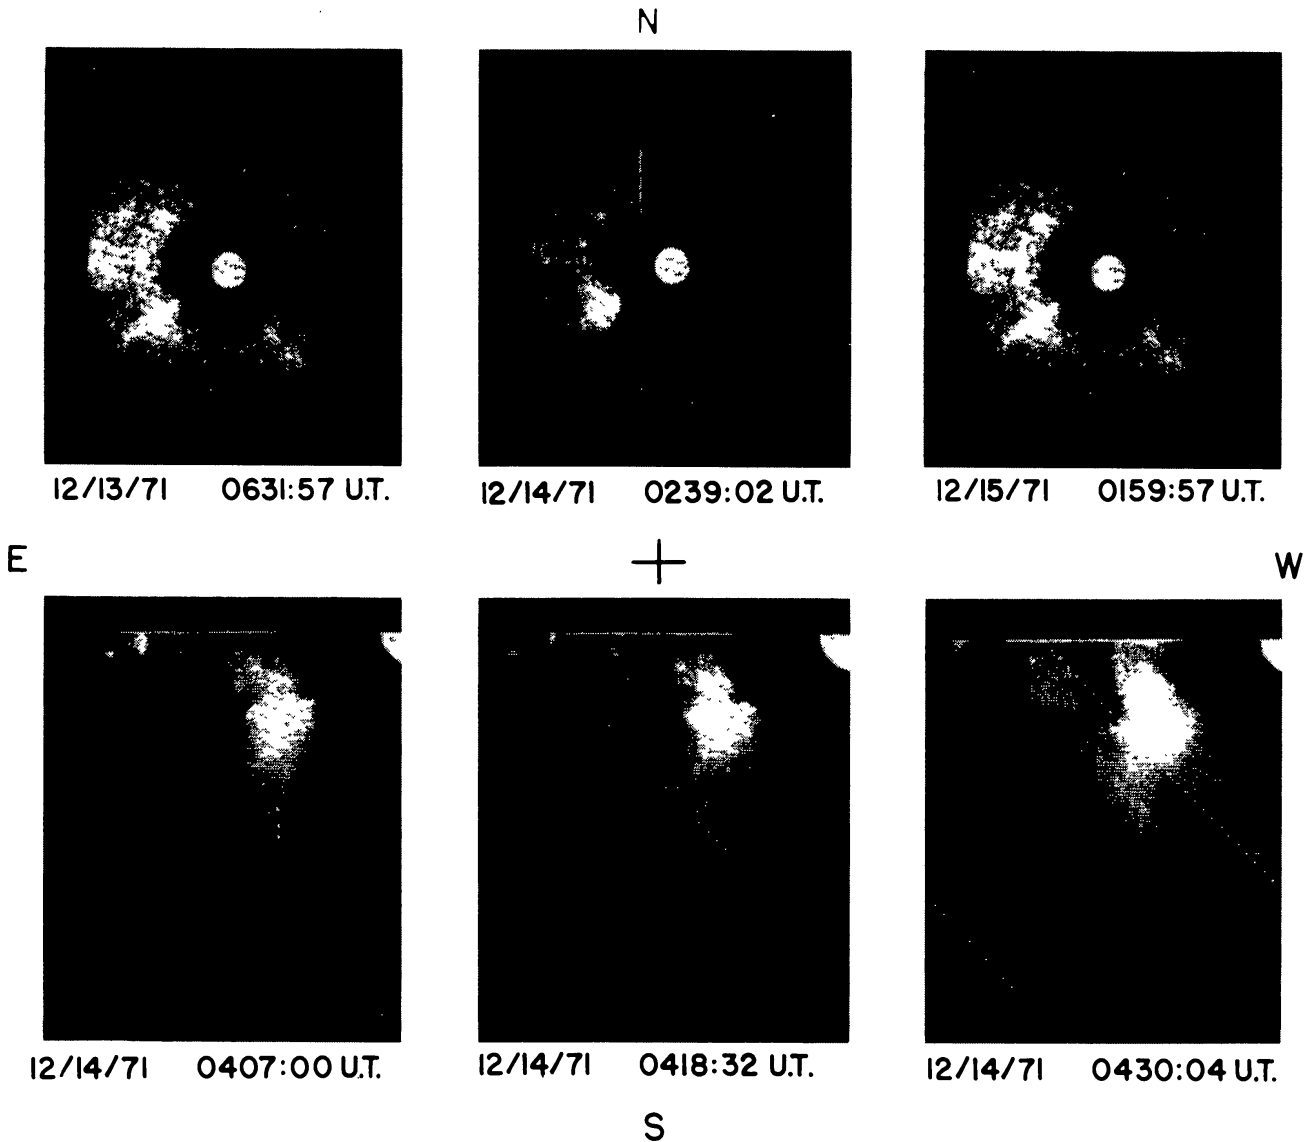 N
12/13/71 0631:57 U.T.
12/14/71 0239:02 U.T.
12/15/71 0159:57 U.T.
E
W
12/14/71 0407:00 U.T.
12/14/71 0418:32 U.T.
12/14/71 0430:04 U.T.
S